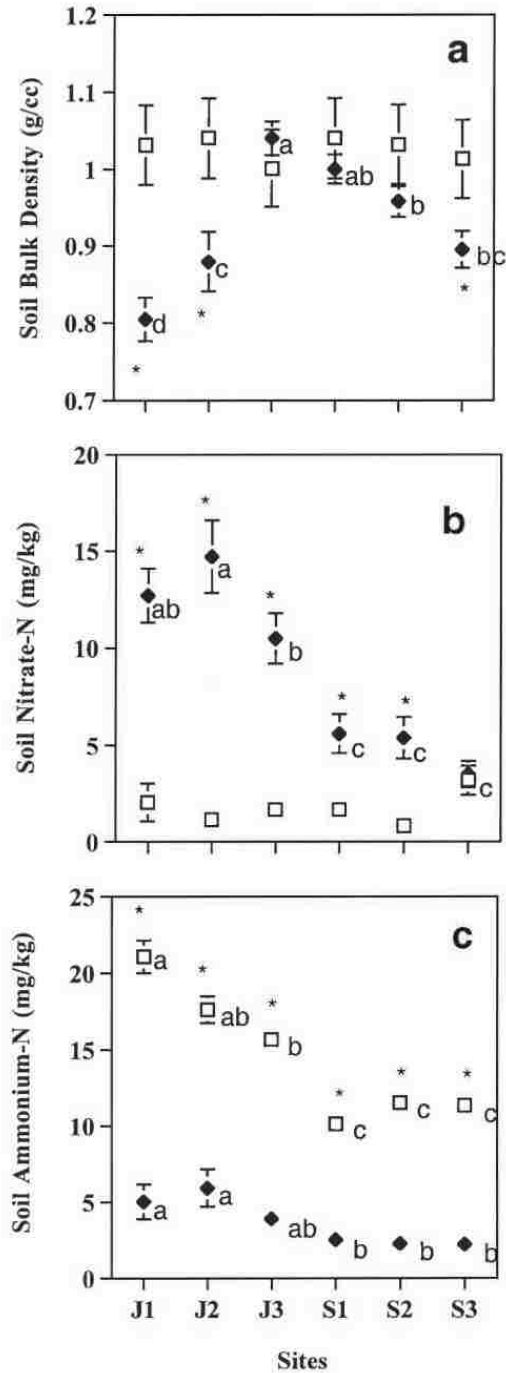 1.2
a
1.1
a
1
ab
b
0.9
c
bc
*
*
0.8
d
*
0.7
Soil Bulk Density (g/cc)
20
b
*
*
15
a
*
ab
10
b
*
*
5
c
c
c
0
Soil Nitrate-N (mg/kg)
25
c
*
a
*
20
ab
*
15
b
*
*
*
10
c
c
c
5
a
a
ab
b
b
b
0
Soil Ammonium-N (mg/kg)
J1 J2 J3 S1 S2 S3
Sites